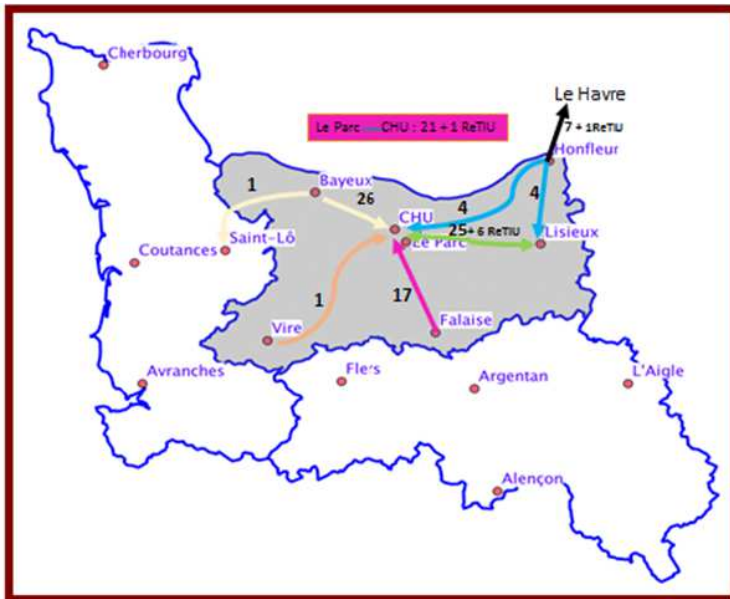 Cherbourg
Le Havre
Le Parc CHU : 21 + 1 ReTIU
7 + 1ReTIU
Honfleur
1
Bayeux
26
4
4
CHU
25+ 6 ReTIU
Saint-Lô
Le Parc
Lisieux
Coutances
1
17
Vire
Falaise
Avranches
Flers
Argentan
L'Aigle
Alençon